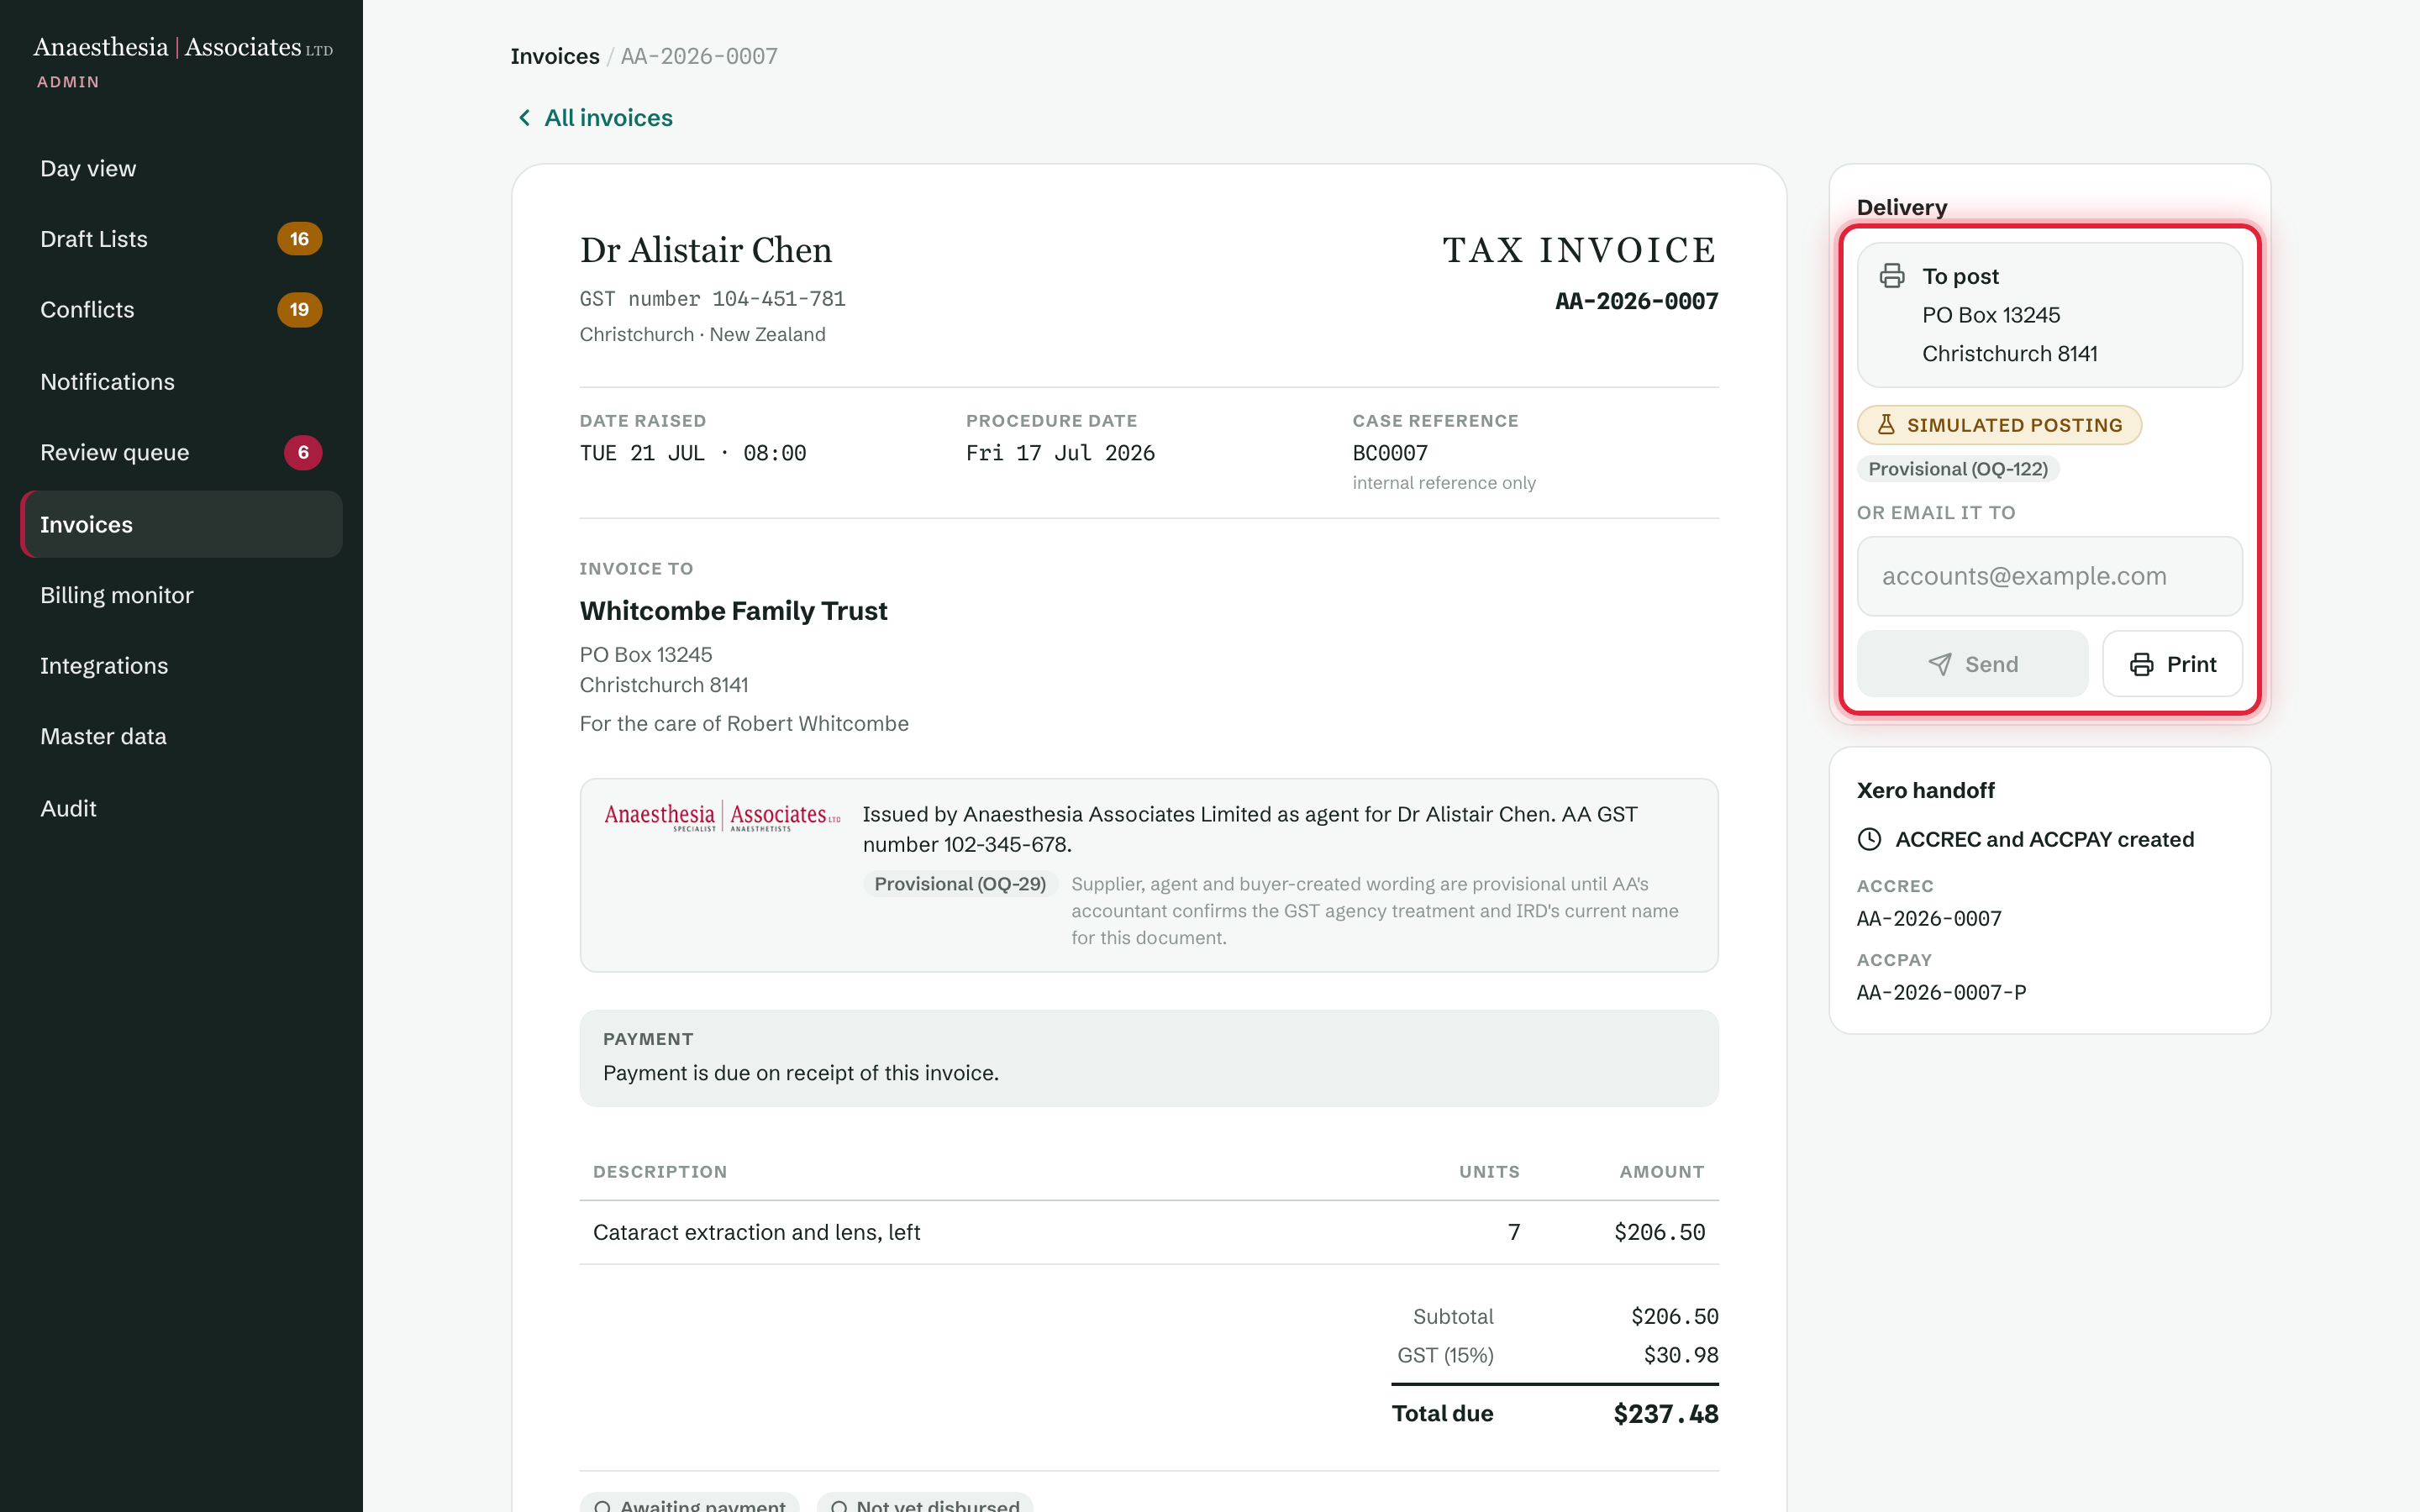 Anaesthesia | Associates LTD
ADMIN
Day view
Draft Lists 16
Conflicts 19
Notifications
Review queue 6
Invoices
Billing monitor
Integrations
Master data
Audit
Invoices / AA-2026-0007
All invoices
Dr Alistair Chen
GST number 104-451-781
Christchurch · New Zealand
TAX INVOICE
AA-2026-0007
DATE RAISED
TUE 21 JUL · 08:00
PROCEDURE DATE
Fri 17 Jul 2026
CASE REFERENCE
BC0007
internal reference only
INVOICE TO
Whitcombe Family Trust
PO Box 13245
Christchurch 8141
For the care of Robert Whitcombe
Anaesthesia | Associates LTD
SPECIALIST ANAESTHETISTS
Issued by Anaesthesia Associates Limited as agent for Dr Alistair Chen. AA GST
number 102-345-678.
Provisional (OQ-29)
Supplier, agent and buyer-created wording are provisional until AA's
accountant confirms the GST agency treatment and IRD's current name
for this document.
PAYMENT
Payment is due on receipt of this invoice.
DESCRIPTION UNITS AMOUNT
Cataract extraction and lens, left 7 $206.50
Subtotal $206.50
GST (15%) $30.98
Total due $237.48
Awaiting payment
Not yet disbursed
Delivery
To post
PO Box 13245
Christchurch 8141
SIMULATED POSTING
Provisional (OQ-122)
OR EMAIL IT TO
accounts@example.com
Send
Print
Xero handoff
ACCREC and ACCPAY created
ACCREC
AA-2026-0007
ACCPAY
AA-2026-0007-P